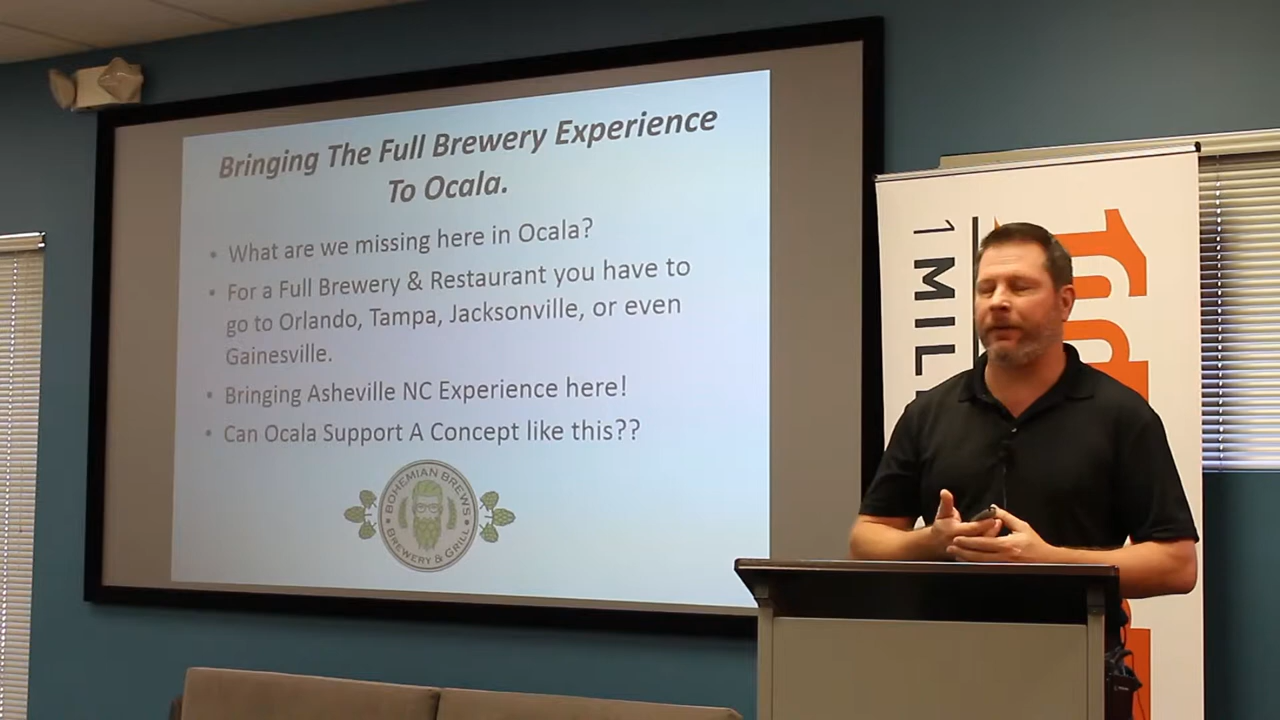 Bringing The Full Brewery Experience
To Ocala.
• What are we missing here in Ocala?
• For a Full Brewery & Restaurant you have to
go to Orlando, Tampa, Jacksonville, or even
Gainesville.
• Bringing Asheville NC Experience here!
• Can Ocala Support A Concept like this??
BOHEMIAN BREWS
BREWERY & GRILL
1 MIL